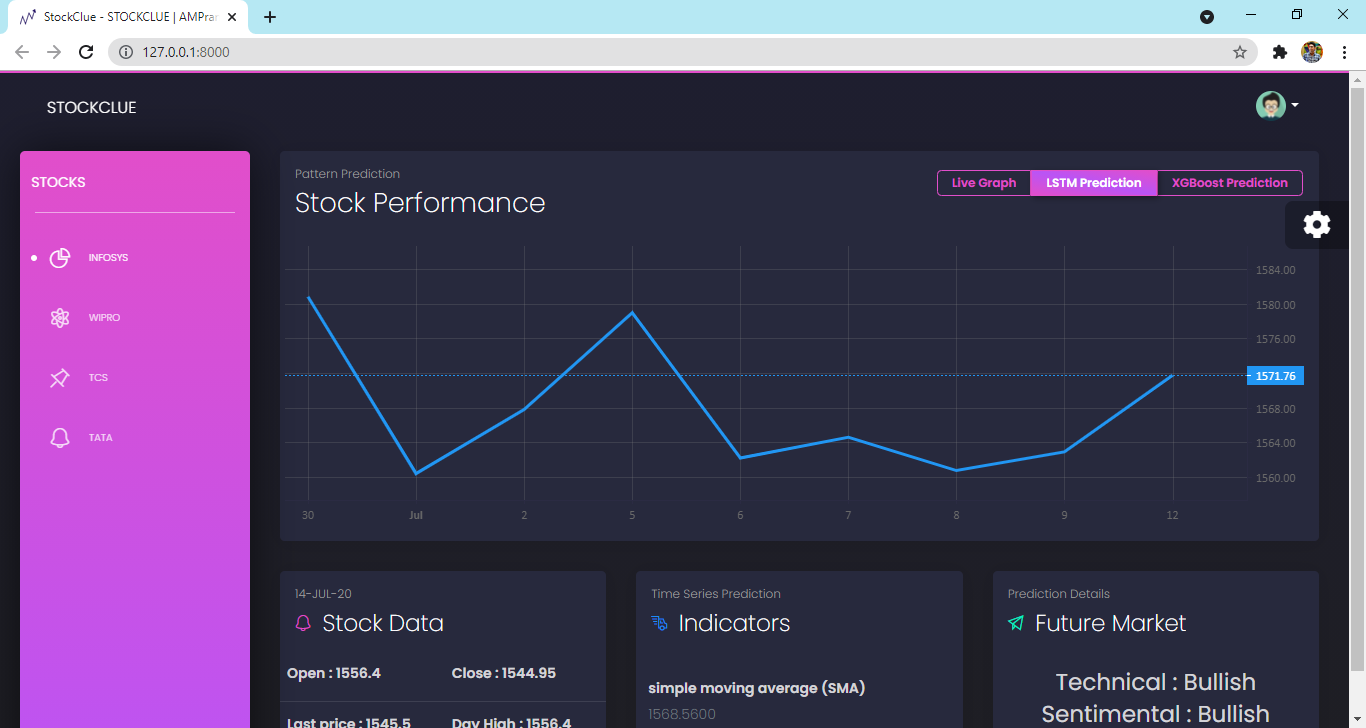 StockClue - STOCKCLUE | AMPra
127.0.0.1:8000
STOCKCLUE
STOCKS
INFOSYS
WIPRO
TCS
TATA
Pattern Prediction
Stock Performance
Live Graph
LSTM Prediction
XGBoost Prediction
1584.00
1580.00
1576.00
1571.76
1568.00
1564.00
1560.00
30 Jul 2 5 6 7 8 9 12
14-JUL-20
Stock Data
Open : 1556.4 Close : 1544.95
Last price : 1545.5 Day High : 1556.4
Time Series Prediction
Indicators
simple moving average (SMA)
1568.5600
Prediction Details
Future Market
Technical : Bullish
Sentimental : Bullish